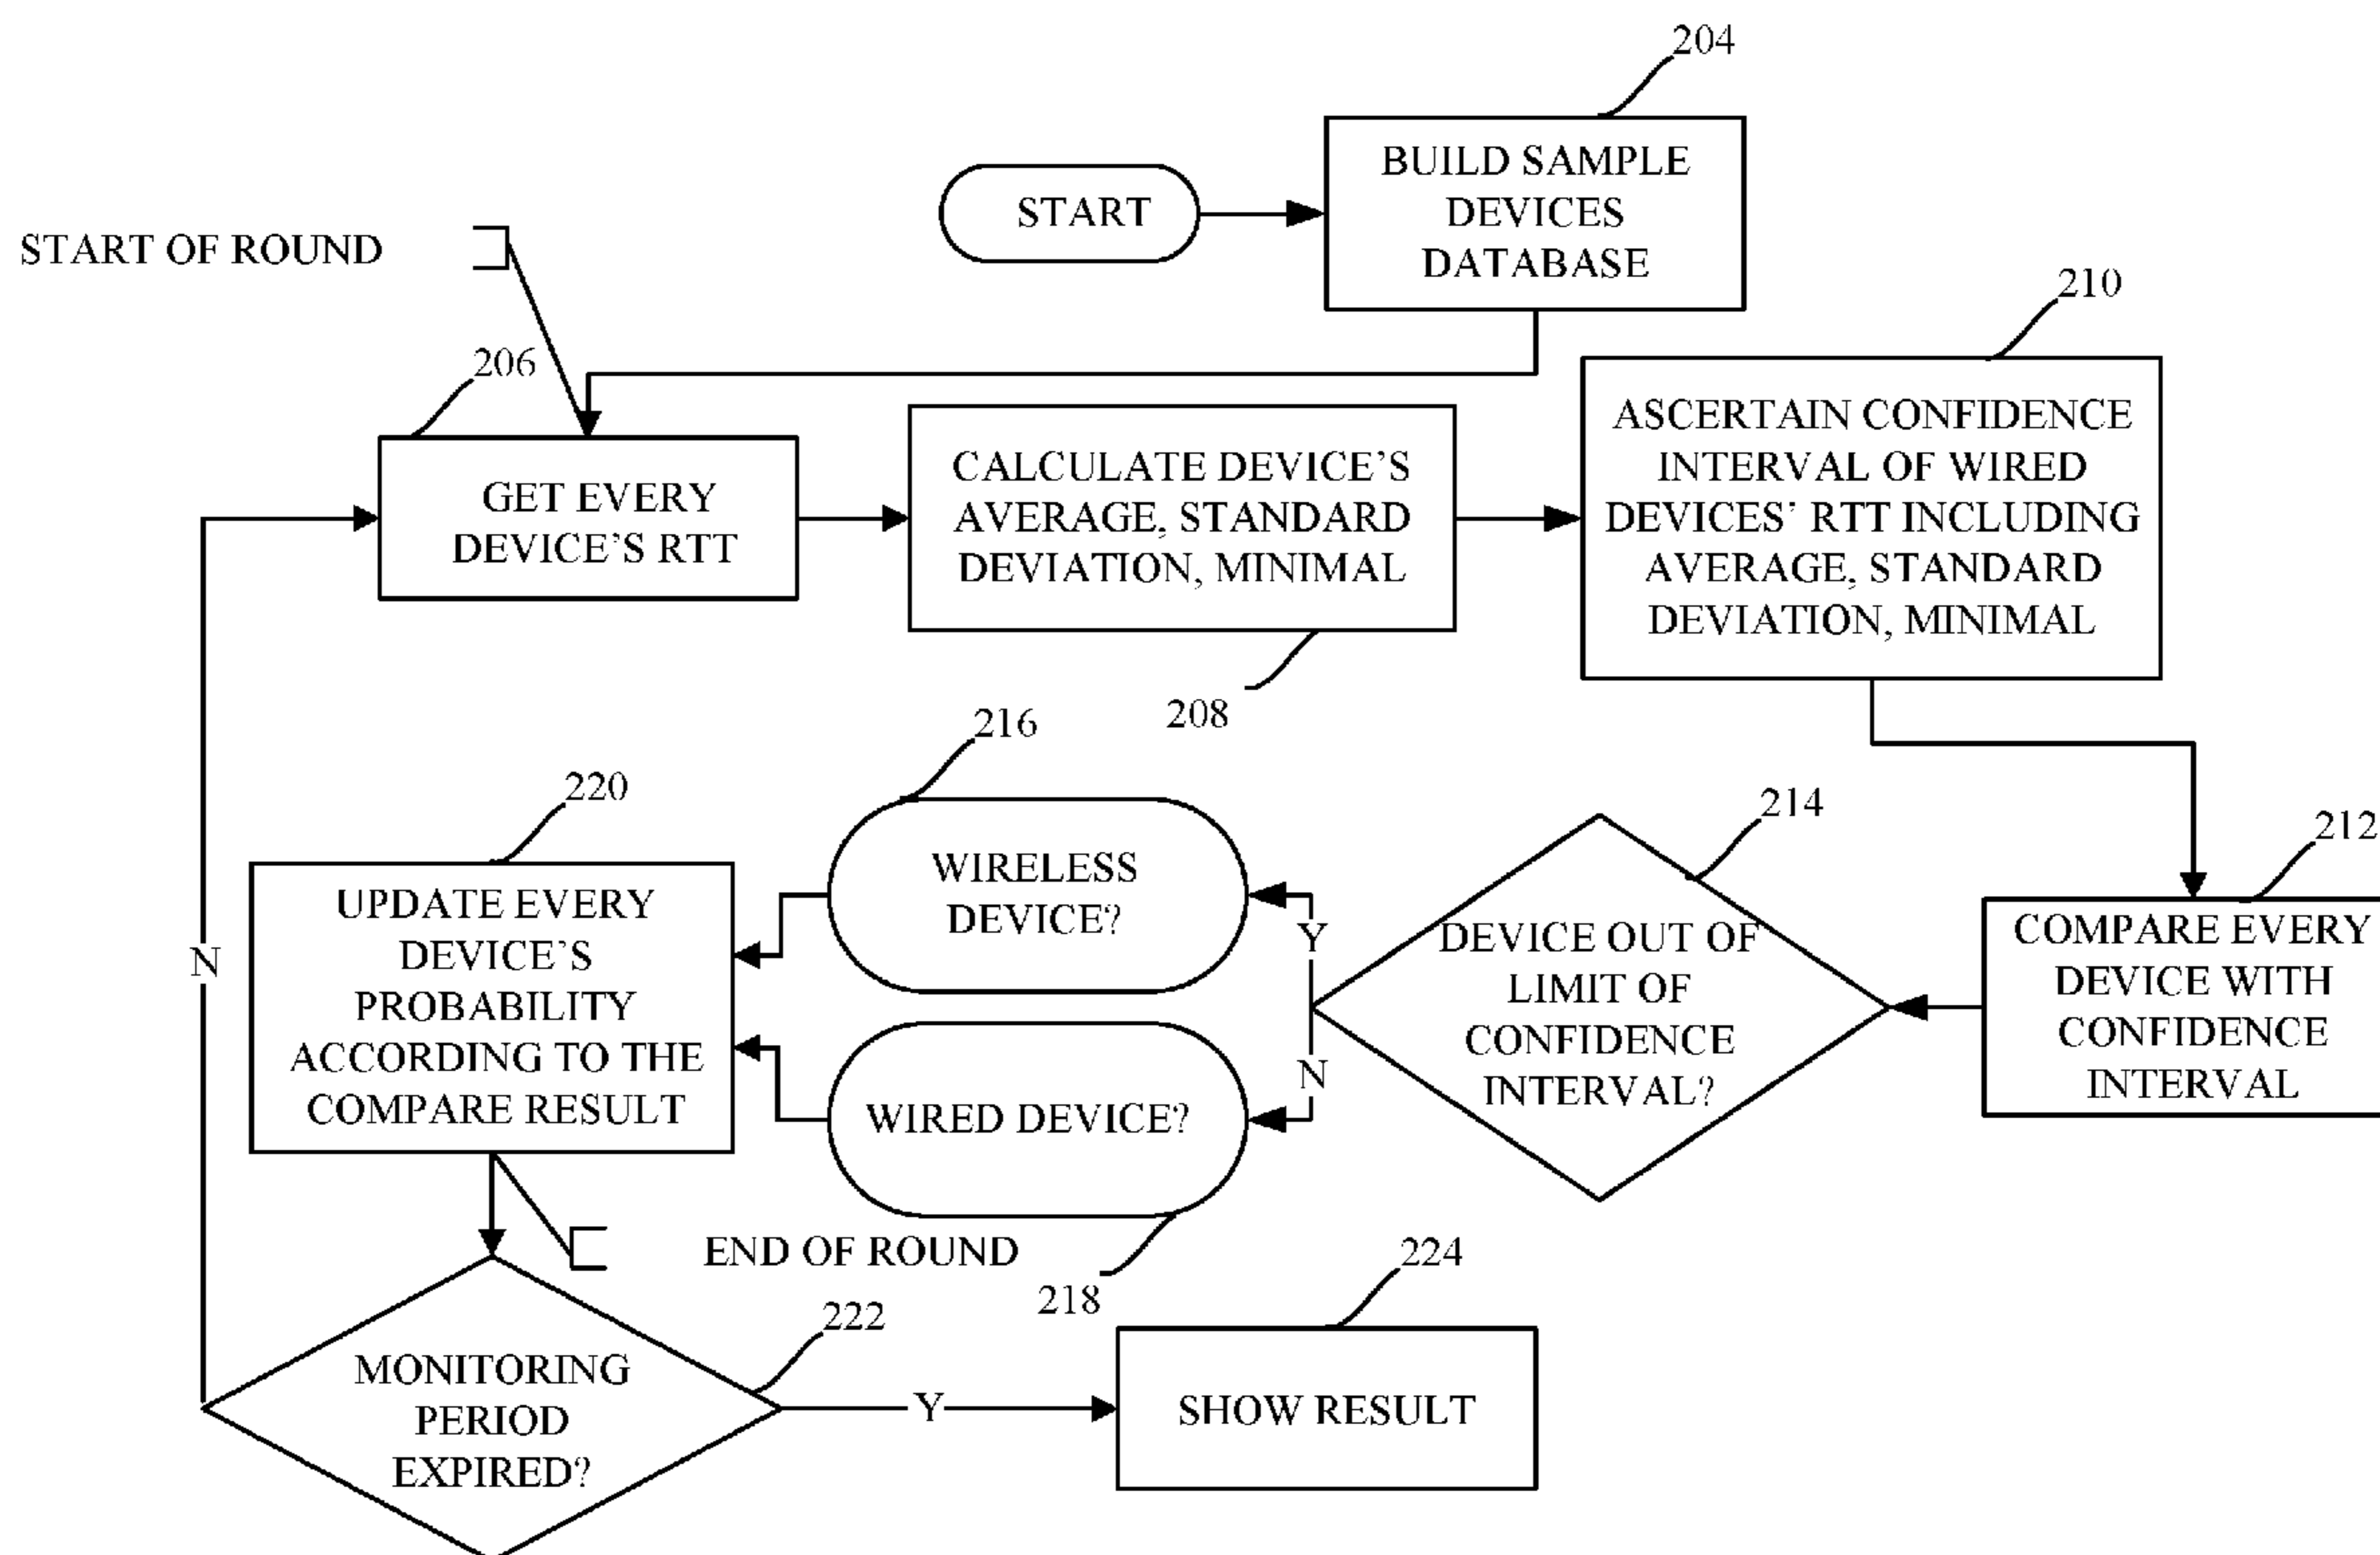 204
START
BUILD SAMPLE
DEVICES
DATABASE
START OF ROUND
210
206
GET EVERY
DEVICE'S RTT
CALCULATE DEVICE'S
AVERAGE, STANDARD
DEVIATION, MINIMAL
208
ASCERTAIN CONFIDENCE
INTERVAL OF WIRED
DEVICES' RTT INCLUDING
AVERAGE, STANDARD
DEVIATION, MINIMAL
212
COMPARE EVERY
DEVICE WITH
CONFIDENCE
INTERVAL
214
DEVICE OUT OF
LIMIT OF
CONFIDENCE
INTERVAL?
Y
N
216
WIRELESS
DEVICE?
WIRED DEVICE?
218
220
UPDATE EVERY
DEVICE'S
PROBABILITY
ACCORDING TO THE
COMPARE RESULT
N
END OF ROUND
222
MONITORING
PERIOD
EXPIRED?
Y
224
SHOW RESULT